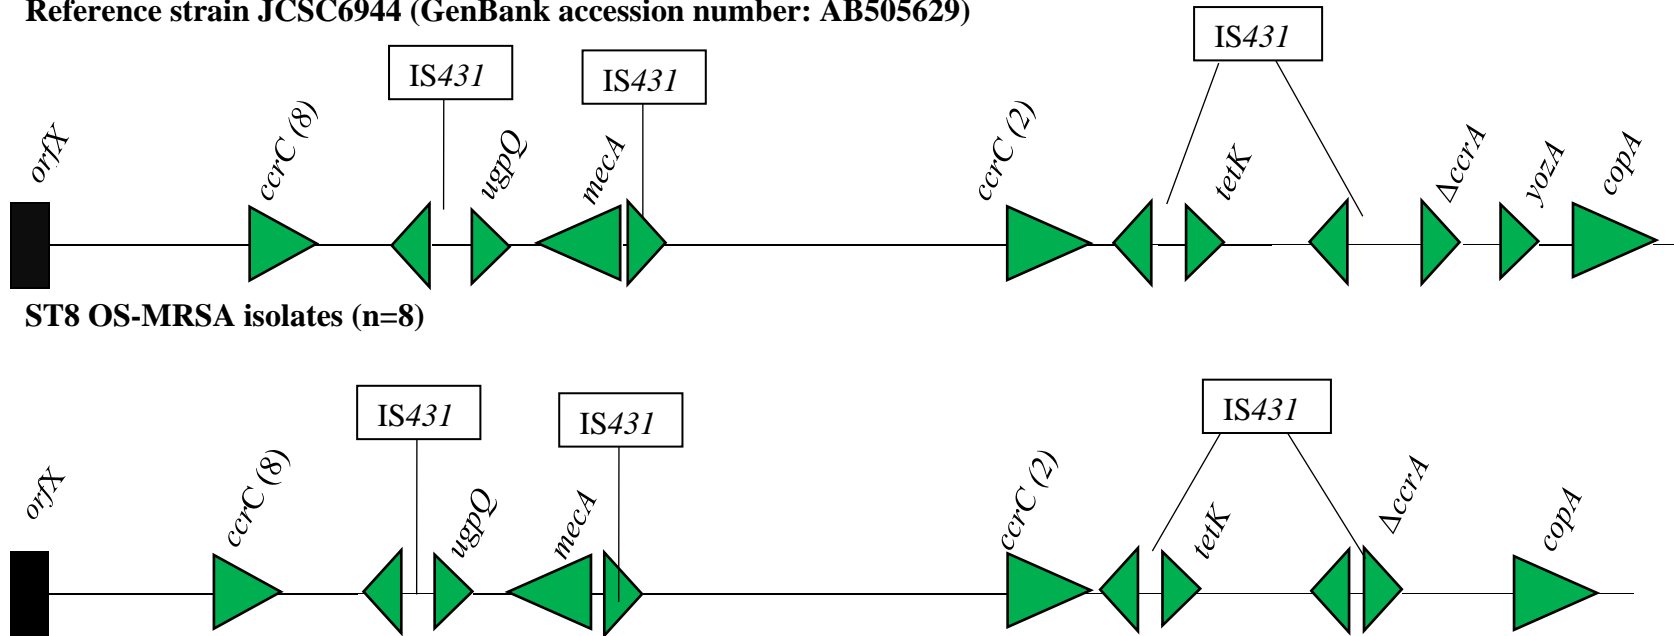 Reference strain JCSC6944 (GenBank accession number: AB505629)
IS431
IS431
IS431
orfX
ccrC (8)
ugpQ
mecA
ccrC (2)
tetK
ΔccrA
yozA
copA
ST8 OS-MRSA isolates (n=8)
IS431
IS431
IS431
orfX
ccrC (8)
ugpQ
mecA
ccrC (2)
tetK
ΔccrA
copA